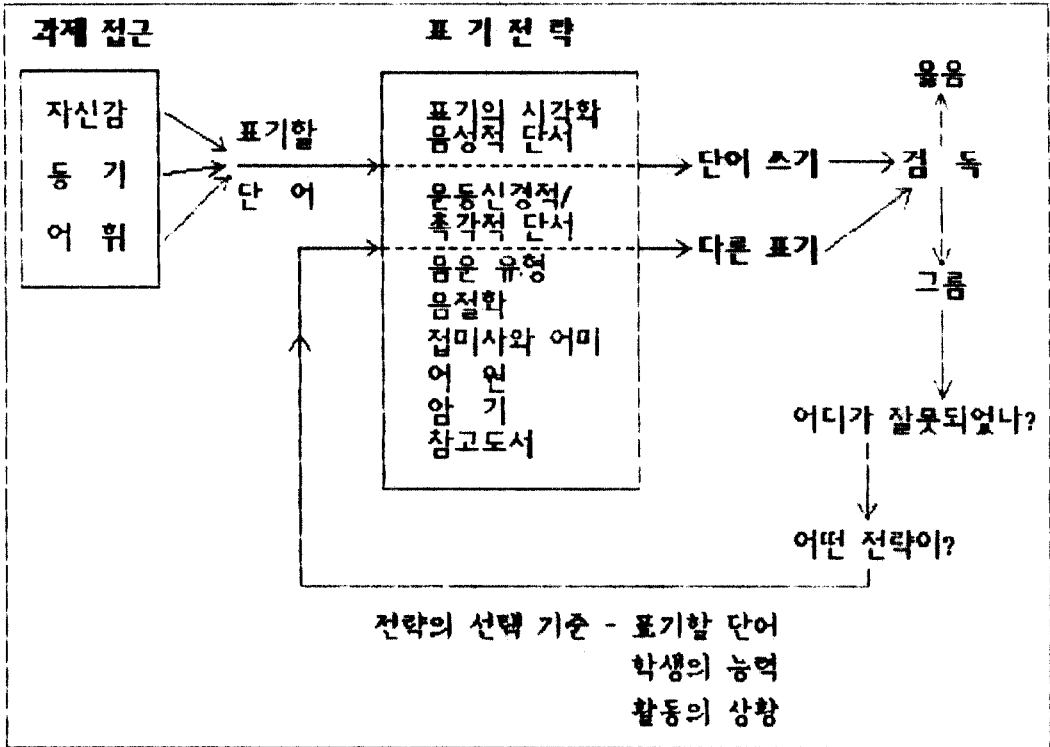 과제 접근
표 기 전 략
자신감
동 기
어 휘
표기할
단 어
표기의 시각화
음성적 단서
운동신경적/
촉각적 단서
음운 유형
음절화
접미사와 어미
어 원
암 기
참고도서
단어 쓰기
다른 표기
옳음
검 독
그름
어디가 잘못되었나?
어떤 전략이?
전략의 선택 기준 - 표기할 단어
학생의 능력
활동의 상황